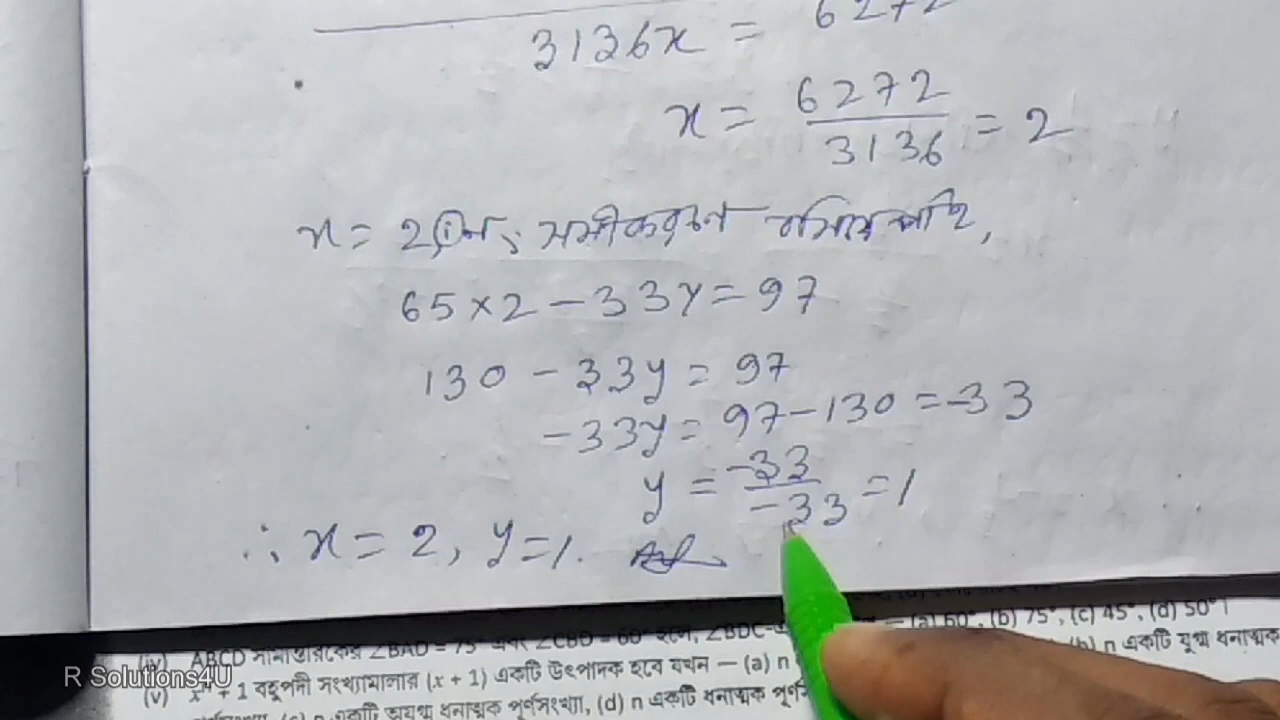 3136x = 6272
x = 6272/3136 = 2
x = 2 সমীকরণে বসিয়ে পাই,
65×2 − 33y = 97
130 − 33y = 97
−33y = 97 − 130 = −33
y = −33/−33 = 1
∴ x = 2, y = 1.
(iv) ABCD সামান্তরিকের ∠BAD = 75° এবং ∠CBD = 60° হলে, ∠BDC- — (a) 60°, (b) 75°, (c) 45°, (d) 50°।
(v) + 1 বহুপদী সংখ্যামালার (x + 1) একটি উৎপাদক হবে যখন — (a) n (b) n একটি যুগ্ম ধনাত্মক
n একটি অযুগ্ম ধনাত্মক পূর্ণসংখ্যা, (d) n একটি ধনাত্মক
R Solutions4U